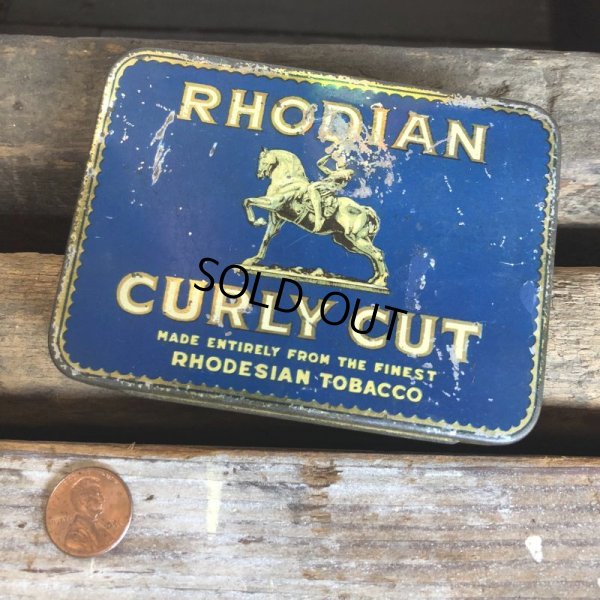 RHODIAN
CURLY CUT
SOLD OUT
MADE ENTIRELY FROM THE FINEST
RHODESIAN TOBACCO